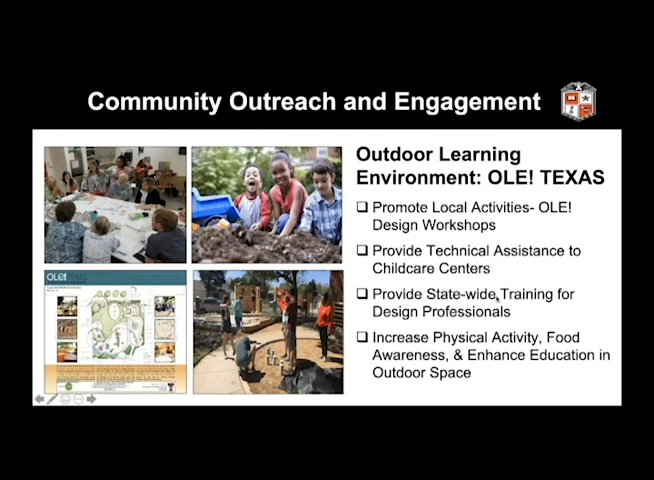 Community Outreach and Engagement
Outdoor Learning
Environment: OLE! TEXAS
Promote Local Activities- OLE!
Design Workshops
Provide Technical Assistance to
Childcare Centers
Provide State-wide Training for
Design Professionals
Increase Physical Activity, Food
Awareness, & Enhance Education in
Outdoor Space
OLE!